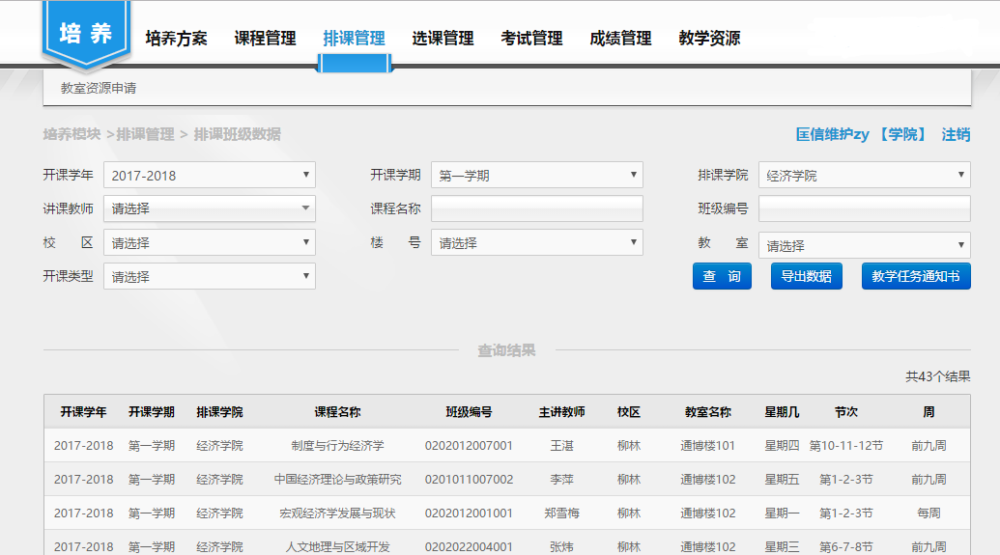 培养
培养方案 课程管理 排课管理 选课管理 考试管理 成绩管理 教学资源
教室资源申请
培养模块 >排课管理 > 排课班级数据 匡信维护zy 【学院】 注销
开课学年 2017-2018 开课学期 第一学期 排课学院 经济学院
讲课教师 请选择 课程名称 班级编号
校 区 请选择 楼 号 请选择 教 室 请选择
开课类型 请选择 查 询 导出数据 教学任务通知书
查询结果
共43个结果
开课学年 开课学期 排课学院 课程名称 班级编号 主讲教师 校区 教室名称 星期几 节次 周
2017-2018 第一学期 经济学院 制度与行为经济学 0202012007001 王湛 柳林 通博楼101 星期四 第10-11-12节 前九周
2017-2018 第一学期 经济学院 中国经济理论与政策研究 0201011007002 李萍 柳林 通博楼102 星期五 第1-2-3节 前九周
2017-2018 第一学期 经济学院 宏观经济学发展与现状 0202012001001 郑雪梅 柳林 通博楼102 星期一 第1-2-3节 每周
2017-2018 第一学期 经济学院 人文地理与区域开发 0202022004001 张炜 柳林 通博楼102 星期三 第6-7-8节 前九周